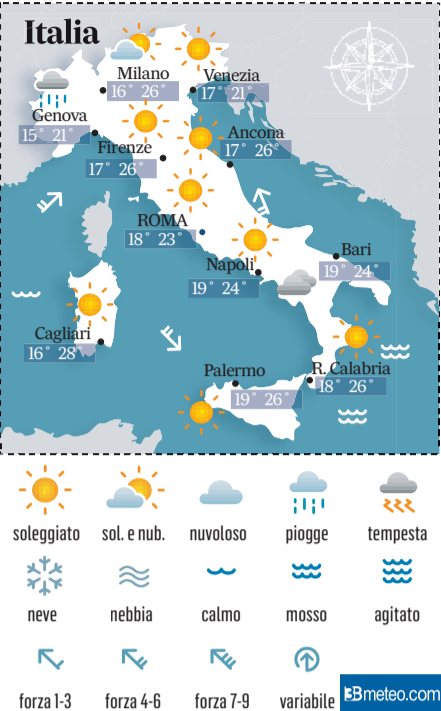 Italia
Milano
16° 26°
Venezia
17° 21°
Genova
15° 21°
Firenze
17° 26°
Ancona
17° 26°
ROMA
18° 23°
Napoli
19° 24°
Bari
19° 24°
Cagliari
16° 28°
Palermo
19° 26°
R. Calabria
18° 26°
soleggiato sol. e nub. nuvoloso piogge tempesta
neve nebbia calmo mosso agitato
forza 1-3 forza 4-6 forza 7-9 variabile
3Bmeteo.com